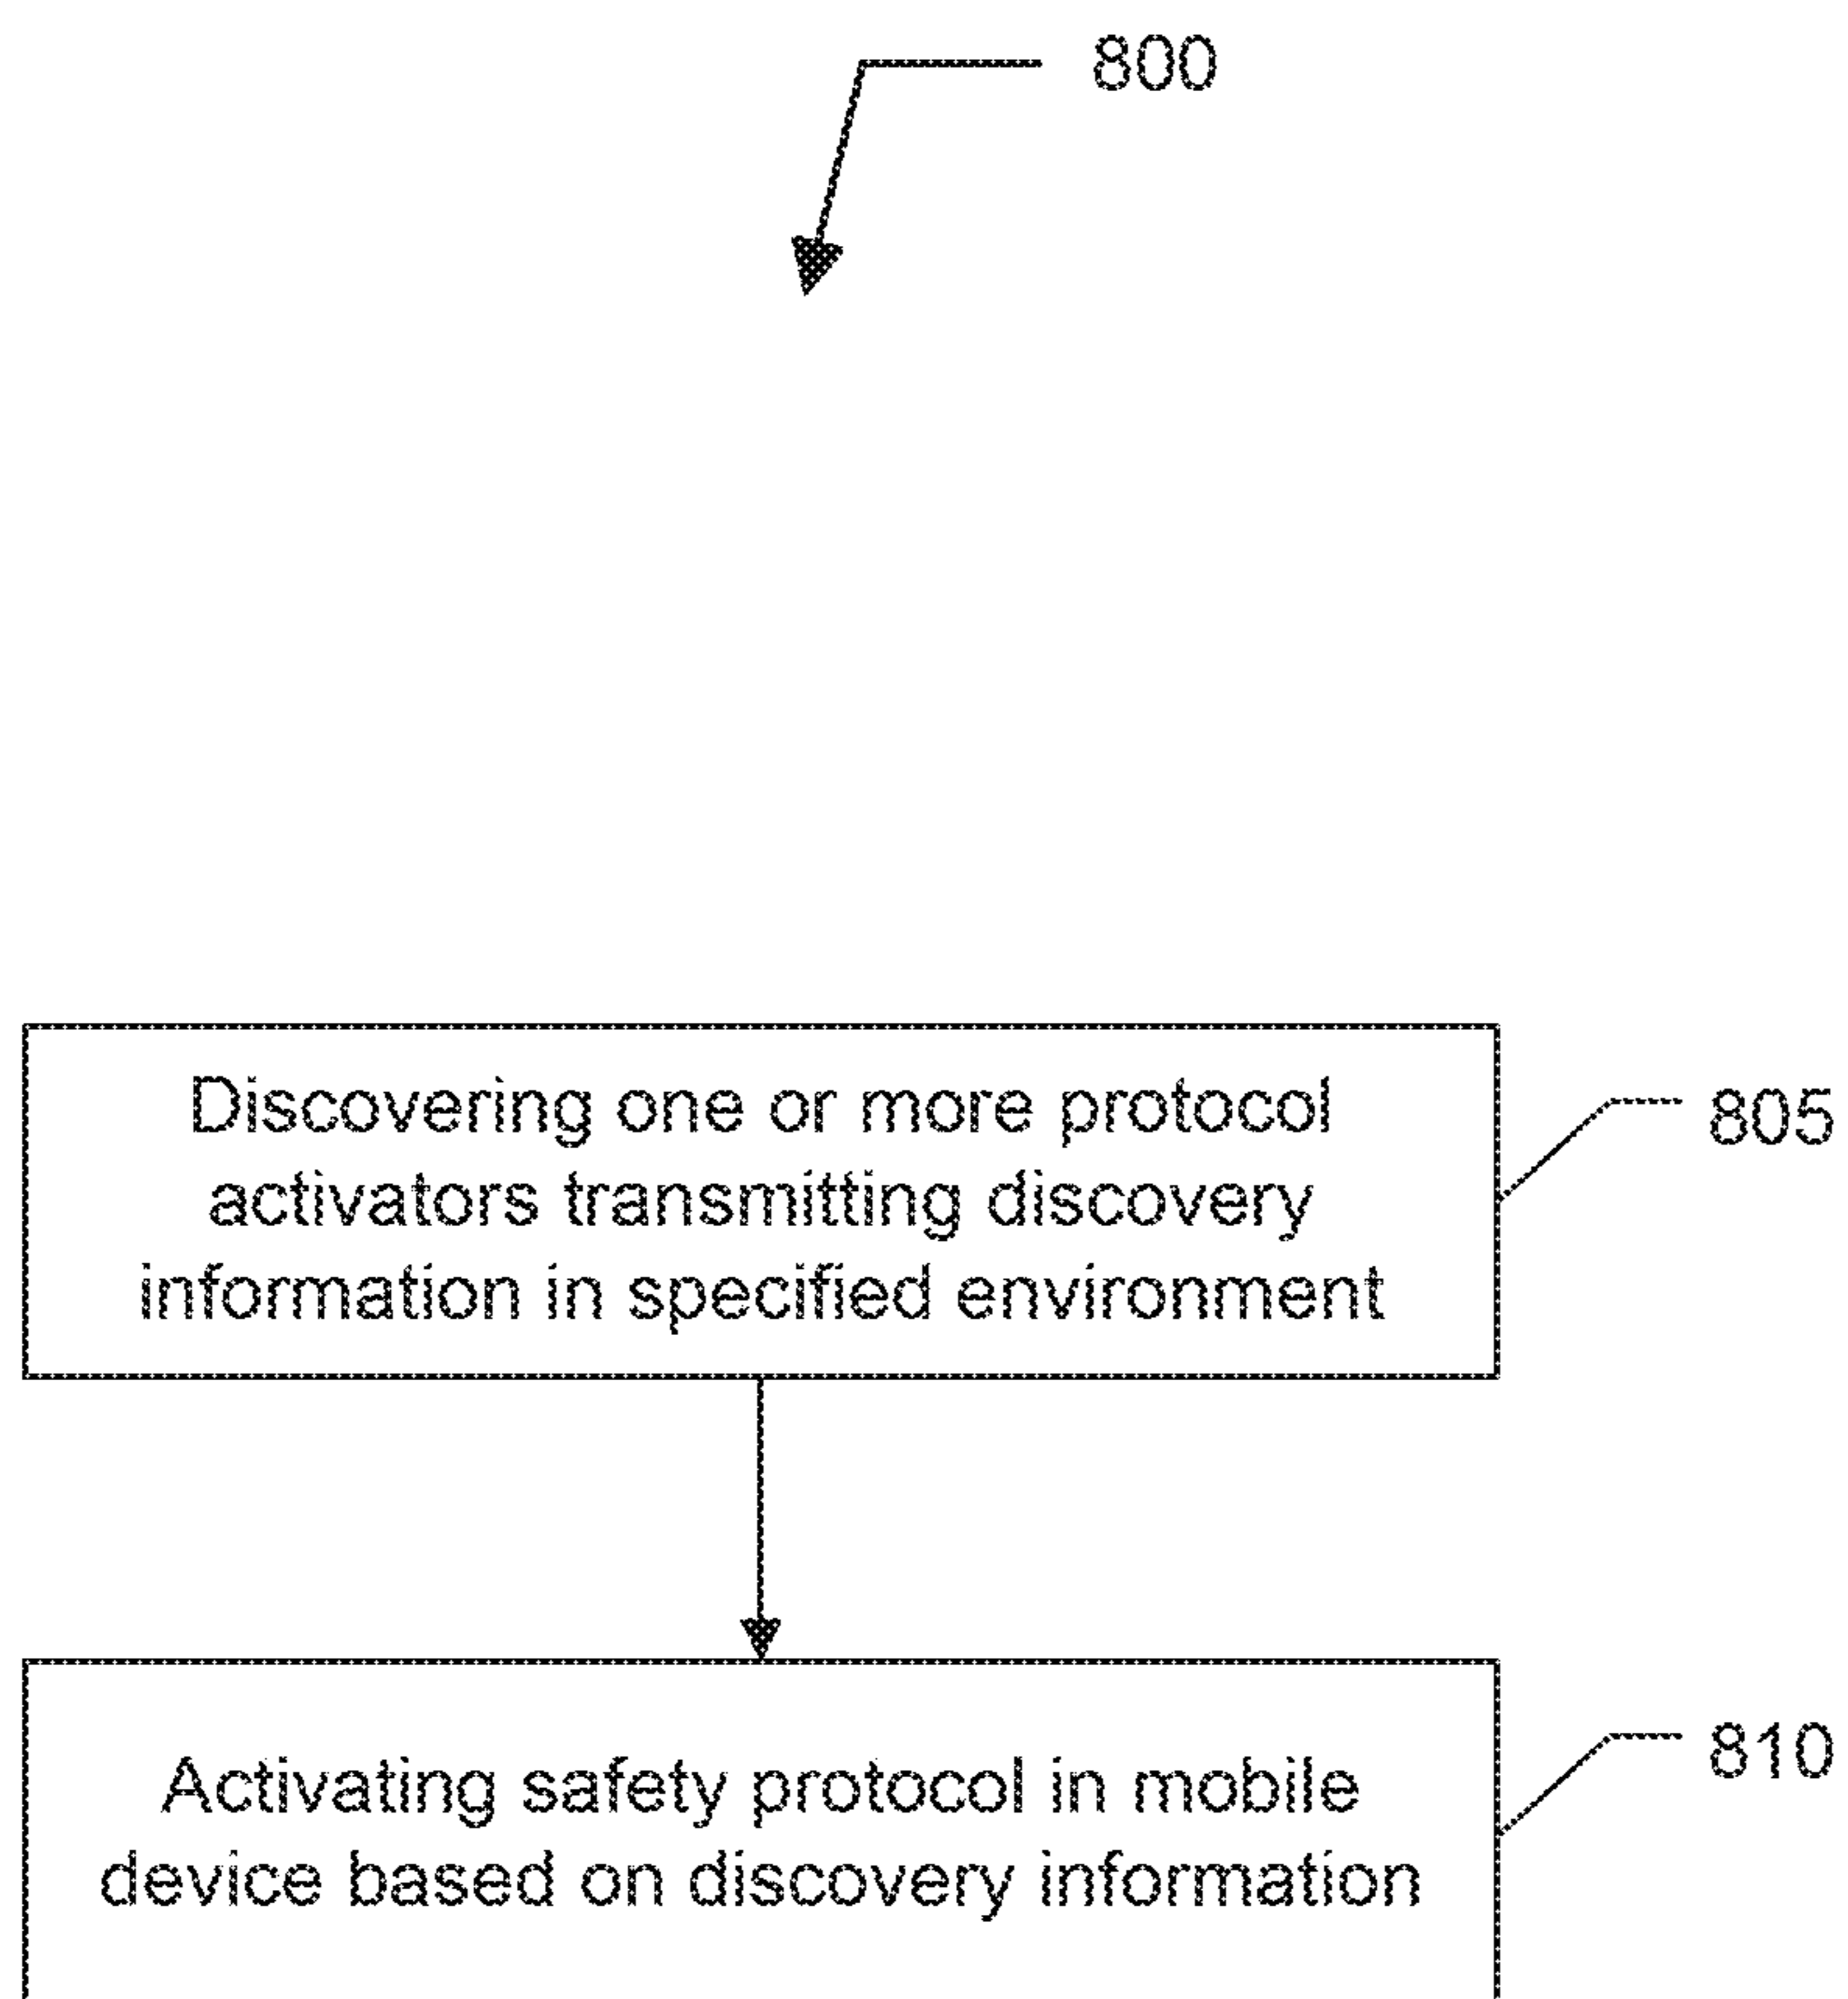 800
Discovering one or more protocol
activators transmitting discovery
information in specified environment
805
Activating safety protocol in mobile
device based on discovery information
810